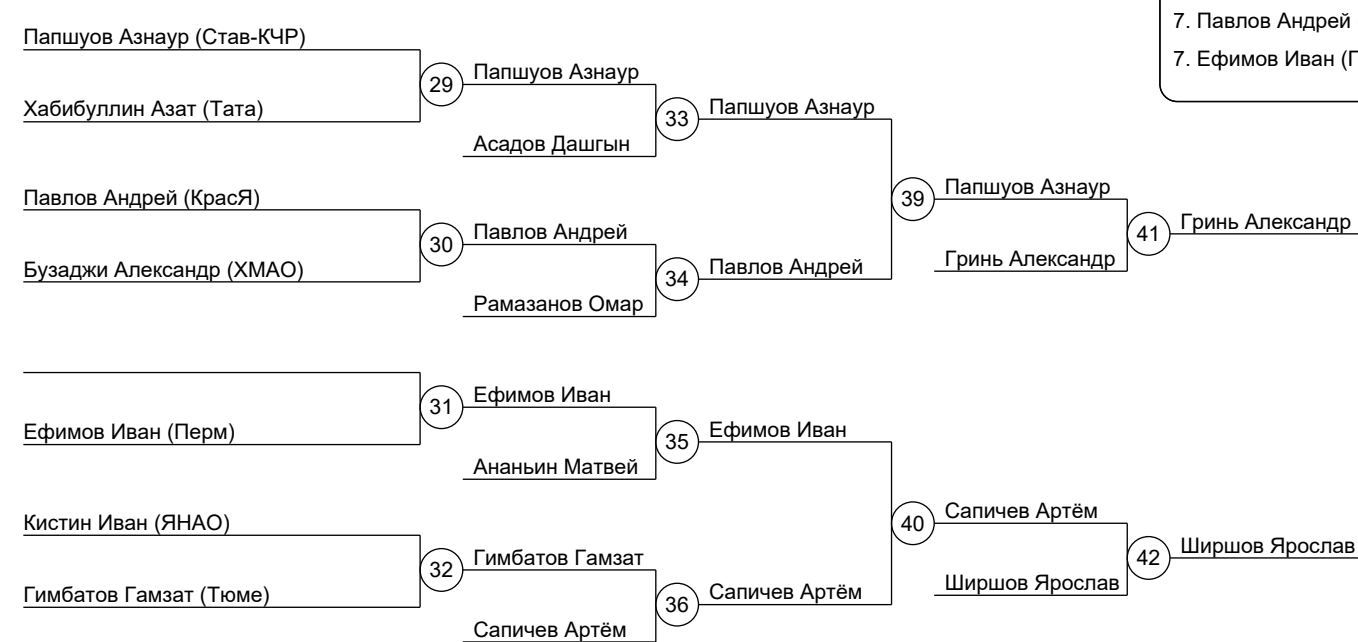 7. Павлов Андрей
7. Ефимов Иван (
Папшуов Азнаур (Став-КЧР)
29
Папшуов Азнаур
Хабибуллин Азат (Тата)
33
Папшуов Азнаур
Асадов Дашгын
Павлов Андрей (КрасЯ)
39
Папшуов Азнаур
30
Павлов Андрей
41
Гринь Александр
Бузаджи Александр (ХМАО)
34
Павлов Андрей
Гринь Александр
Рамазанов Омар
31
Ефимов Иван
Ефимов Иван (Перм)
35
Ефимов Иван
Ананьин Матвей
Кистин Иван (ЯНАО)
40
Сапичев Артём
32
Гимбатов Гамзат
42
Ширшов Ярослав
Гимбатов Гамзат (Тюме)
36
Сапичев Артём
Ширшов Ярослав
Сапичев Артём